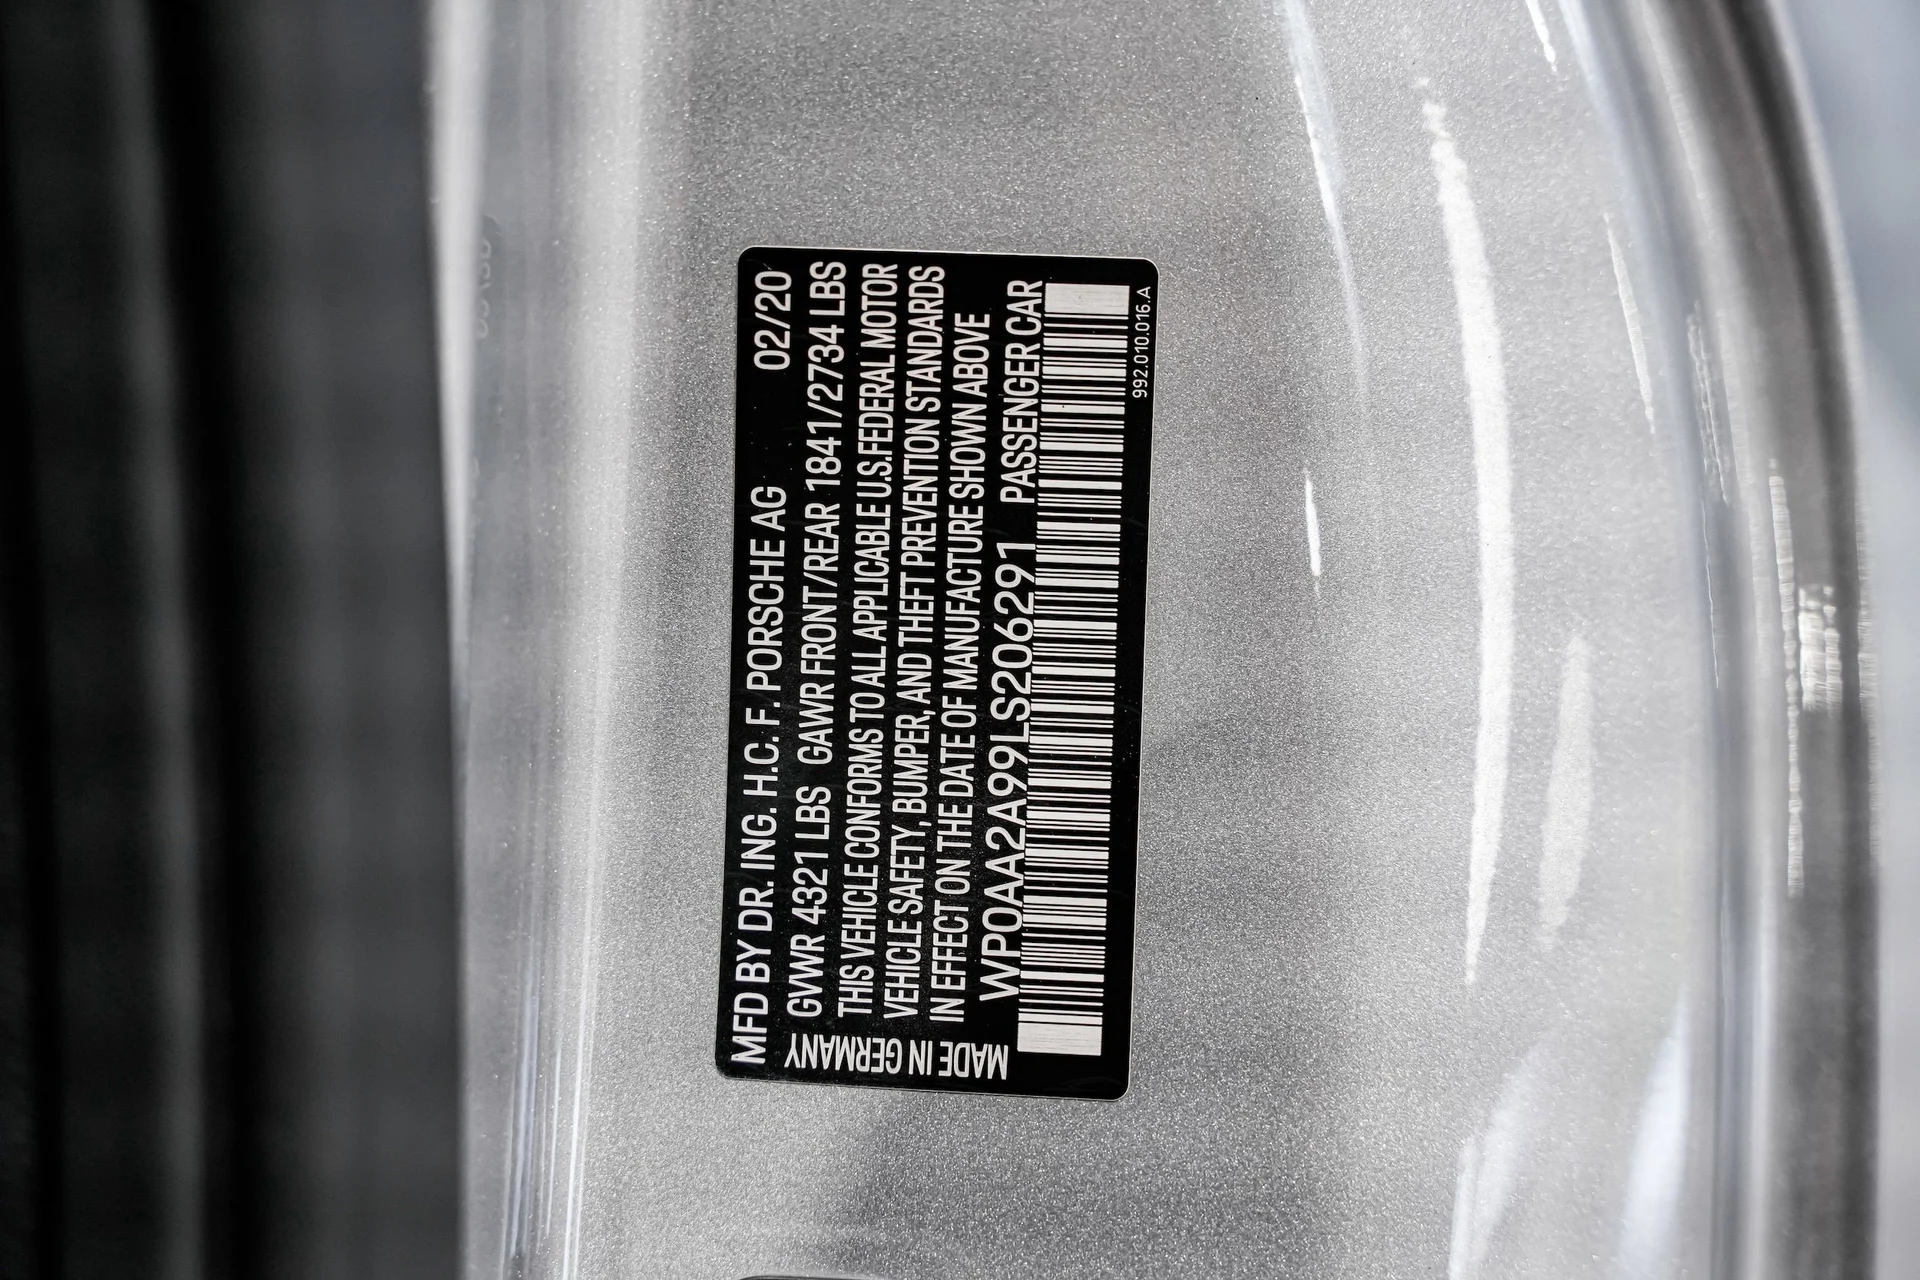 MFD BY DR. ING. H.C. F. PORSCHE AG 02/20
GVWR 4321 LBS GAWR FRONT/REAR 1841/2734 LBS
THIS VEHICLE CONFORMS TO ALL APPLICABLE U.S.FEDERAL MOTOR
VEHICLE SAFETY, BUMPER, AND THEFT PREVENTION STANDARDS
IN EFFECT ON THE DATE OF MANUFACTURE SHOWN ABOVE
WP0AA2A99LS206291 PASSENGER CAR
MADE IN GERMANY
992.010.016.A